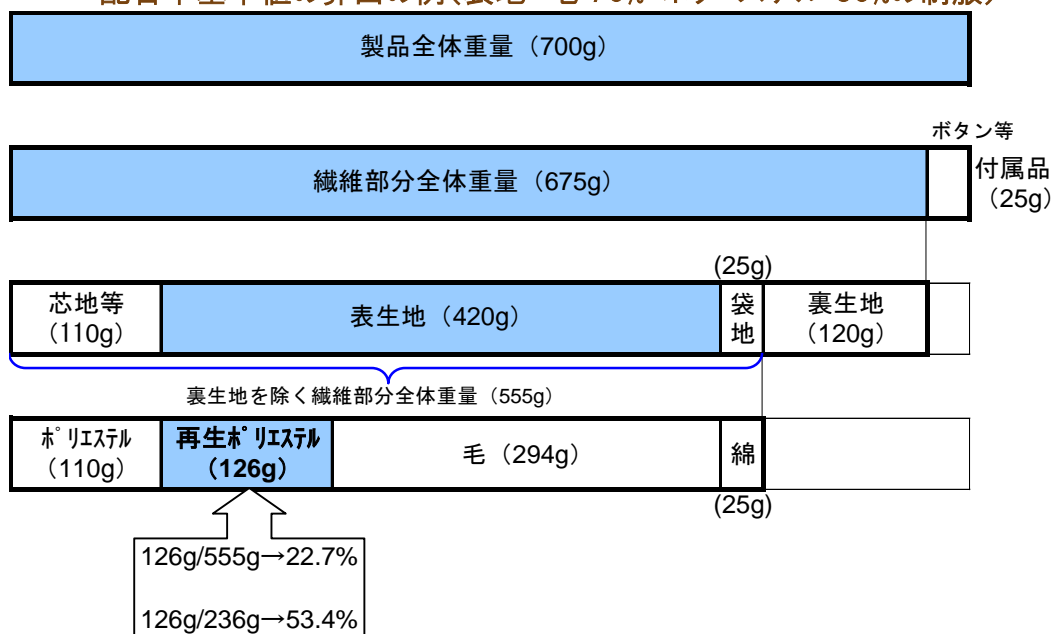 製品全体重量（700g）
ボタン等
繊維部分全体重量（675g）
付属品
（25g）
(25g)
芯地等
（110g）
表生地（420g）
袋
地
裏生地
（120g）
裏生地を除く繊維部分全体重量（555g）
ﾎﾟﾘｴｽﾃﾙ
（110g）
再生ﾎﾟﾘｴｽﾃﾙ
（126g）
毛（294g）
綿
(25g)
126g/555g→22.7%
126g/236g→53.4%